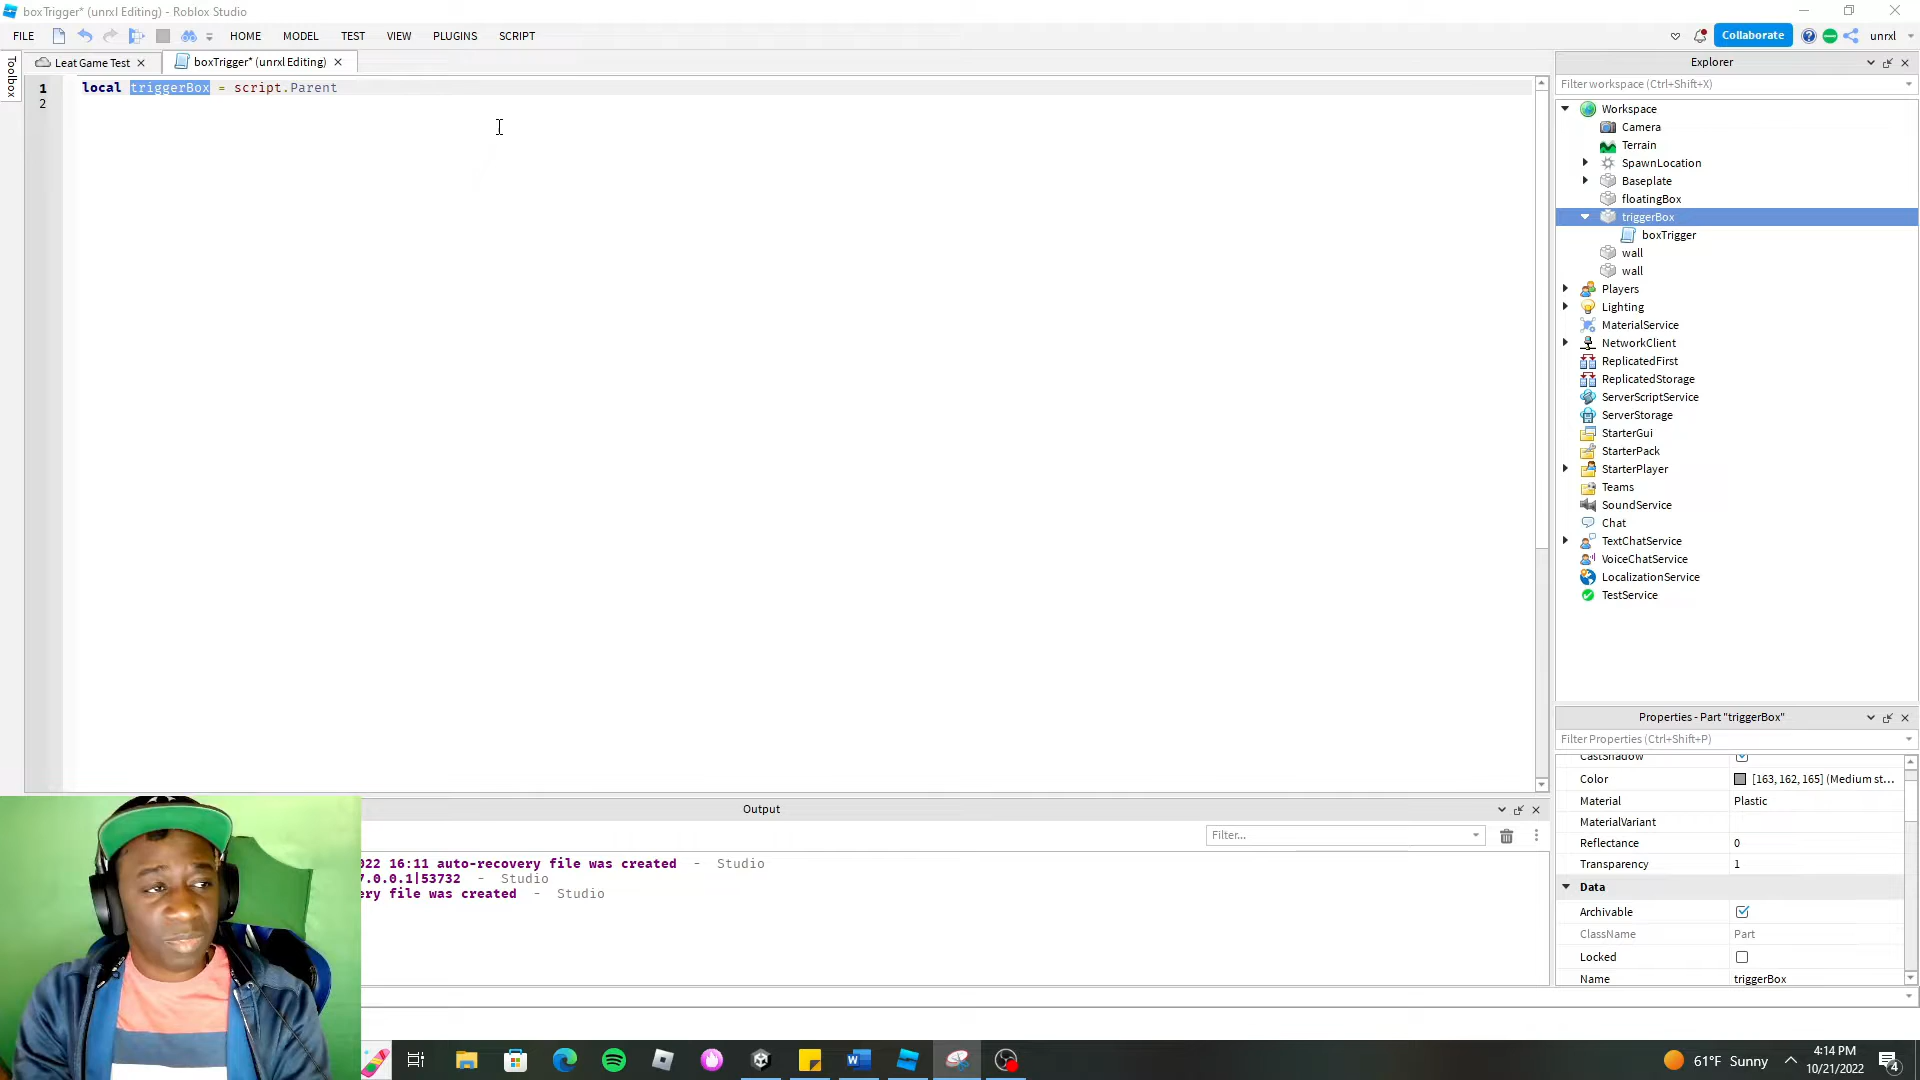 boxTrigger* (unrxl Editing) - Roblox Studio
FILE HOME MODEL TEST VIEW PLUGINS SCRIPT Collaborate unrxl
Toolbox
Leat Game Test boxTrigger* (unrxl Editing)
1 local triggerBox = script.Parent
2
Explorer
Filter workspace (Ctrl+Shift+X)
Workspace
Camera
Terrain
SpawnLocation
Baseplate
floatingBox
triggerBox
boxTrigger
wall
wall
Players
Lighting
MaterialService
NetworkClient
ReplicatedFirst
ReplicatedStorage
ServerScriptService
ServerStorage
StarterGui
StarterPack
StarterPlayer
Teams
SoundService
Chat
TextChatService
VoiceChatService
LocalizationService
TestService
Properties - Part "triggerBox"
Filter Properties (Ctrl+Shift+P)
CastShadow
Color [163, 162, 165] (Medium st...
Material Plastic
MaterialVariant
Reflectance 0
Transparency 1
Data
Archivable
ClassName Part
Locked
Name triggerBox
Output
Filter...
22 16:11 auto-recovery file was created - Studio
.0.0.1|53732 - Studio
ry file was created - Studio
61°F Sunny
4:14 PM
10/21/2022
4